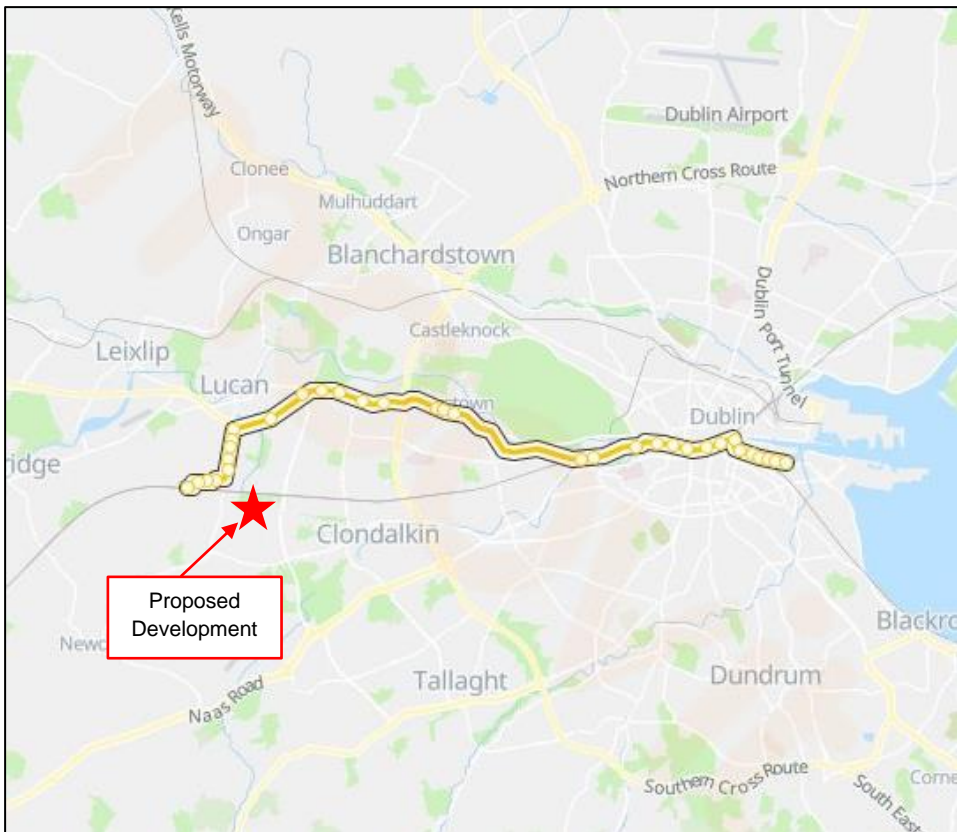 Kells Motorway
Dublin Airport
Clonee
Northern Cross Route
Mulhuddart
Ongar
Blanchardstown
Dublin Port Tunnel
Castleknock
Leixlip
Lucan
Dublin
Clondalkin
Proposed
Development
Blackro
Tallaght
Dundrum
Naas Road
Southern Cross Route
South Easte
Corne
ridge
Newc